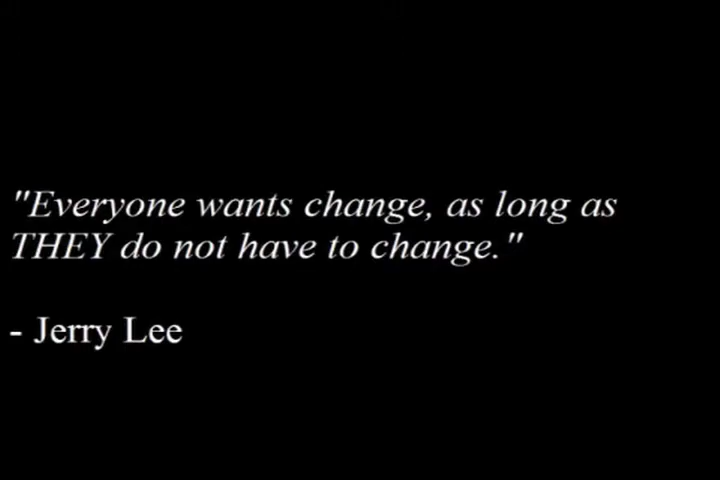 "Everyone wants change, as long as
THEY do not have to change."
- Jerry Lee